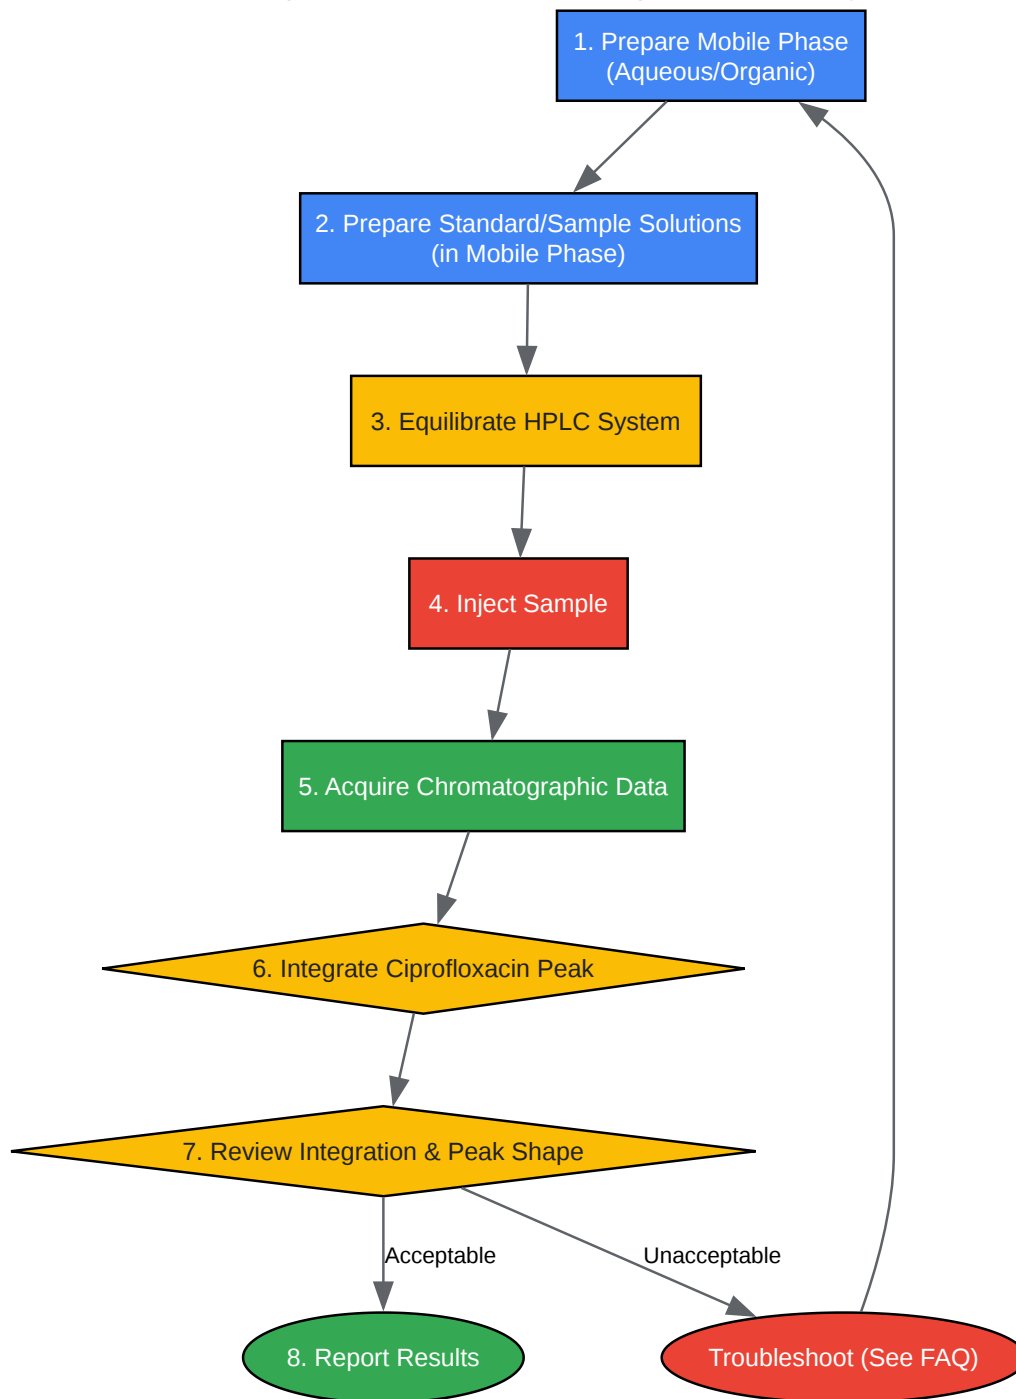 1. Prepare Mobile Phase
(Aqueous/Organic)
2. Prepare Standard/Sample Solutions
(in Mobile Phase)
3. Equilibrate HPLC System
4. Inject Sample
5. Acquire Chromatographic Data
6. Integrate Ciprofloxacin Peak
7. Review Integration & Peak Shape
Acceptable
Unacceptable
8. Report Results
Troubleshoot (See FAQ)